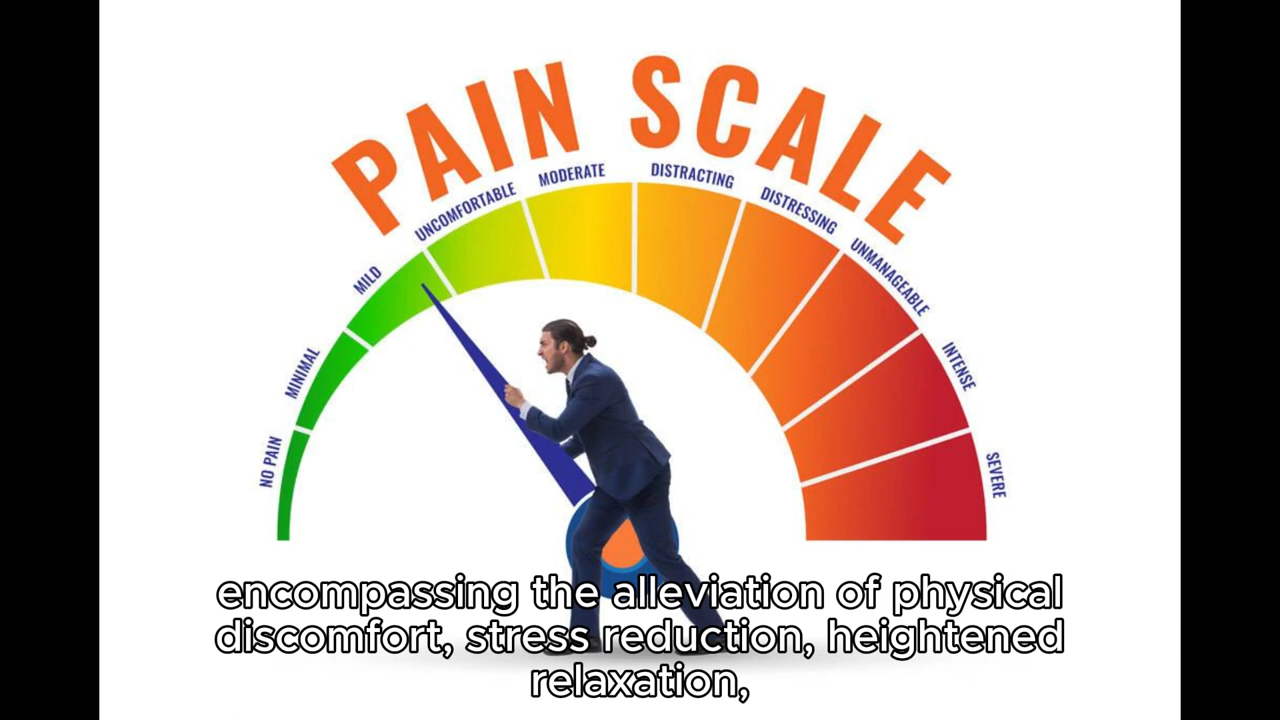 PAIN SCALE
NO PAIN
MINIMAL
MILD
UNCOMFORTABLE
MODERATE
DISTRACTING
DISTRESSING
UNMANAGEABLE
INTENSE
SEVERE
encompassing the alleviation of physical
discomfort, stress reduction, heightened
relaxation,